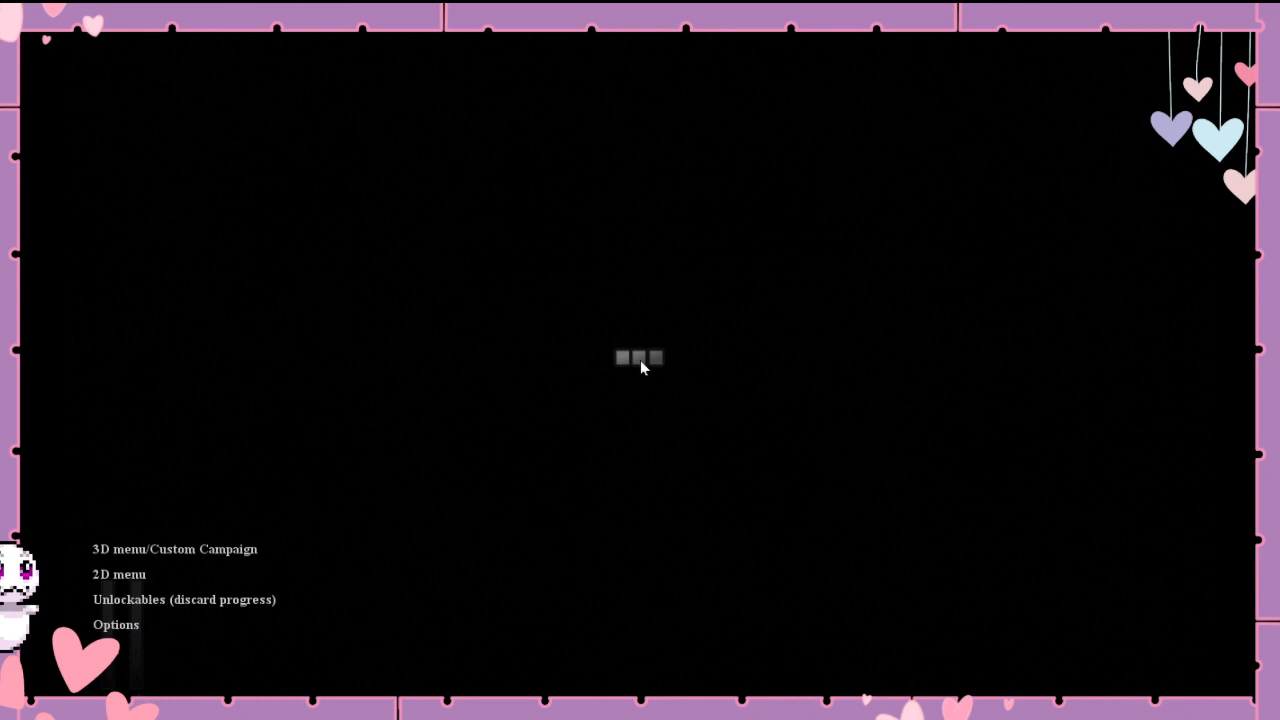 3D menu/Custom Campaign
2D menu
Unlockables (discard progress)
Options